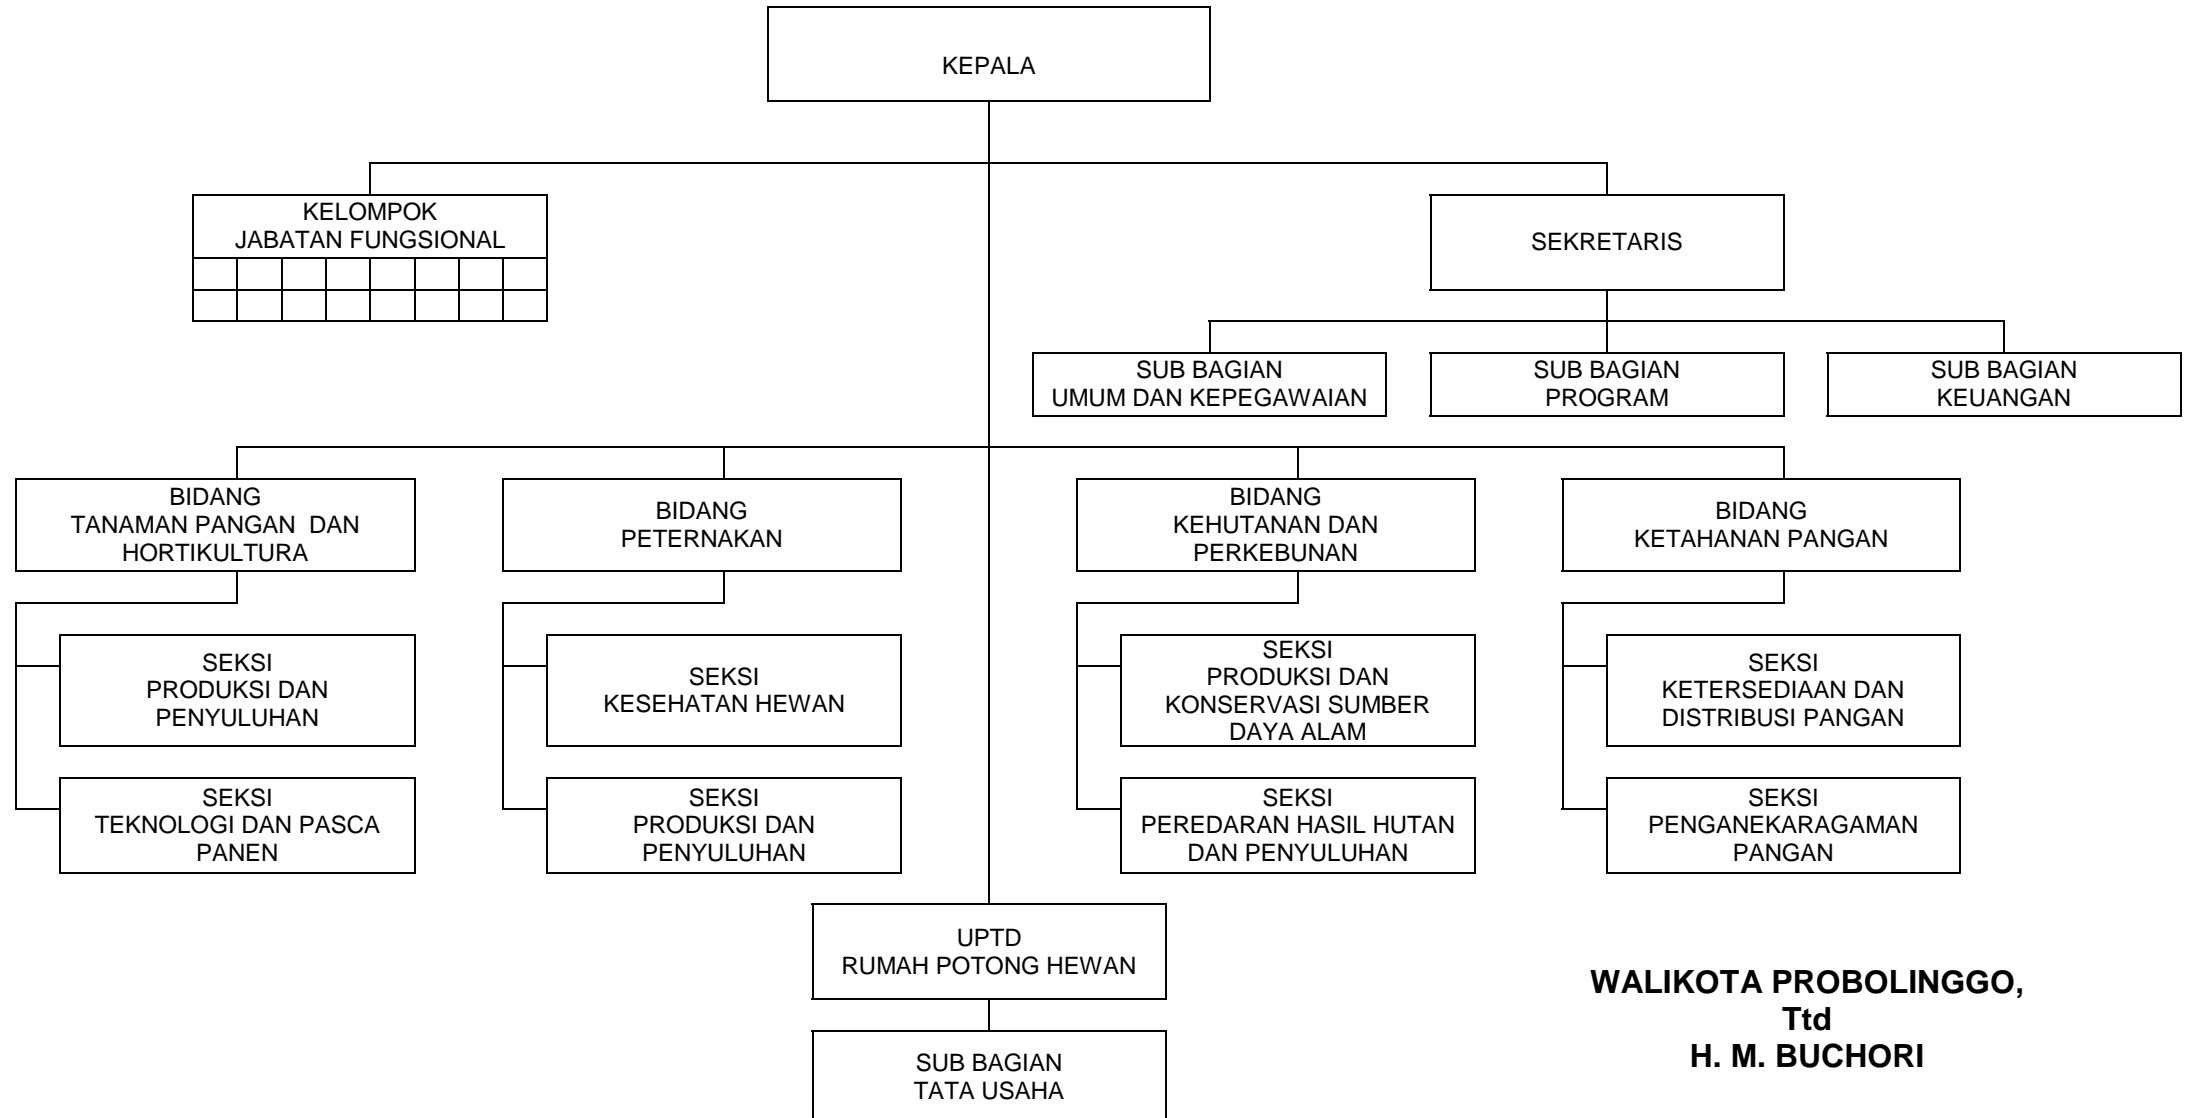 KEPALA
KELOMPOK
JABATAN FUNGSIONAL
SEKRETARIS
SUB BAGIAN
UMUM DAN KEPEGAWAIAN
SUB BAGIAN
PROGRAM
SUB BAGIAN
KEUANGAN
BIDANG
TANAMAN PANGAN  DAN
HORTIKULTURA
BIDANG
PETERNAKAN
BIDANG
KEHUTANAN DAN
PERKEBUNAN
BIDANG
KETAHANAN PANGAN
SEKSI
PRODUKSI DAN
PENYULUHAN
SEKSI
KESEHATAN HEWAN
SEKSI
PRODUKSI DAN
KONSERVASI SUMBER
DAYA ALAM
SEKSI
KETERSEDIAAN DAN
DISTRIBUSI PANGAN
SEKSI
TEKNOLOGI DAN PASCA
PANEN
SEKSI
PRODUKSI DAN
PENYULUHAN
SEKSI
PEREDARAN HASIL HUTAN
DAN PENYULUHAN
SEKSI
PENGANEKARAGAMAN
PANGAN
UPTD
RUMAH POTONG HEWAN
SUB BAGIAN
TATA USAHA
WALIKOTA PROBOLINGGO,
Ttd
H. M. BUCHORI